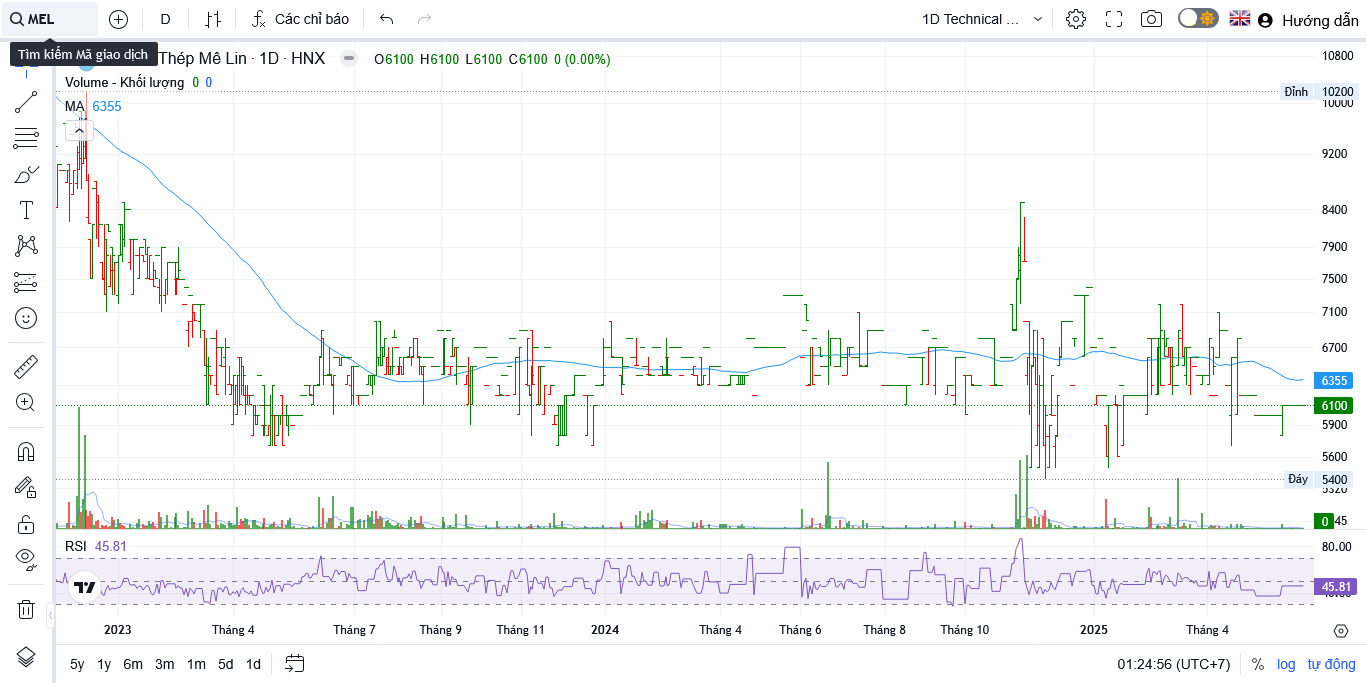 MEL D Các chỉ báo 1D Technical ... Hướng dẫn
Tìm kiếm Mã giao dịch
Thép Mê Lin · 1D · HNX O6100 H6100 L6100 C6100 0 (0.00%)
Volume - Khối lượng 0 0
MA 6355
10800
Đỉnh 10200
10000
9200
8400
7900
7500
7100
6700
6355
6100
5900
5600
Đáy 5400
5320
0 45
RSI 45.81
80.00
45.81
2023 Tháng 4 Tháng 7 Tháng 9 Tháng 11 2024 Tháng 4 Tháng 6 Tháng 8 Tháng 10 2025 Tháng 4
5y 1y 6m 3m 1m 5d 1d 01:24:56 (UTC+7) % log tự động